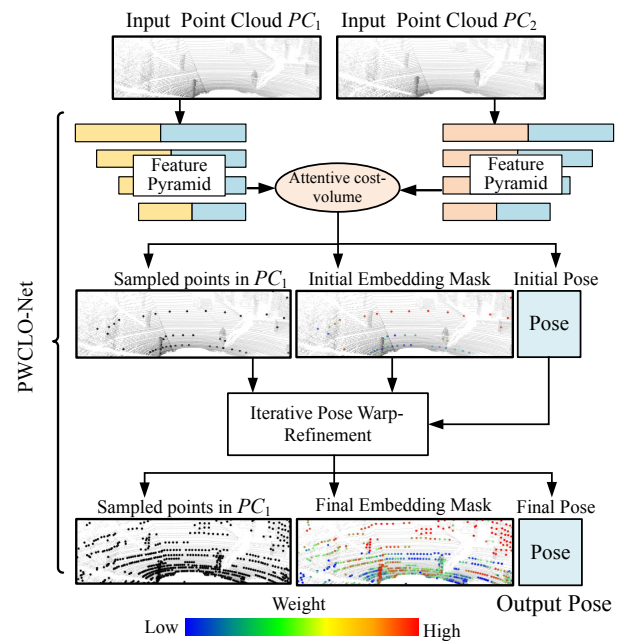 Input Point Cloud PC1
Input Point Cloud PC2
Feature
Pyramid
Attentive cost-
volume
Feature
Pyramid
PWCLO-Net
Sampled points in PC1
Initial Embedding Mask
Initial Pose
Pose
Iterative Pose Warp-
Refinement
Sampled points in PC1
Final Embedding Mask
Final Pose
Pose
Output Pose
Weight
Low
High